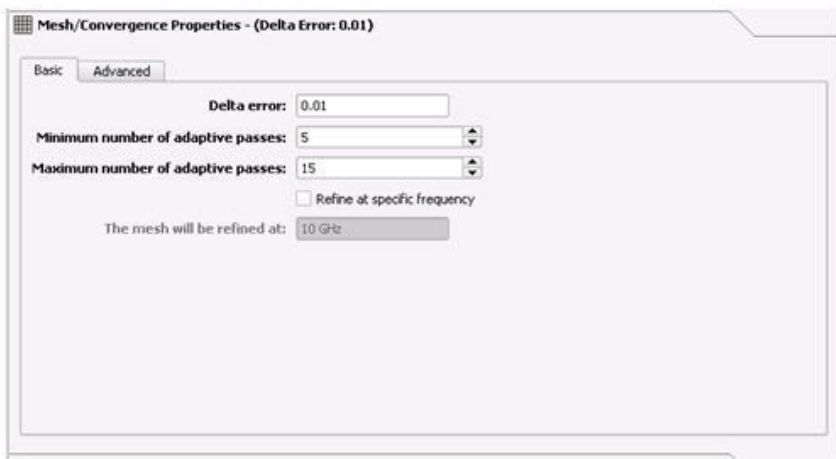 Mesh/Convergence Properties - (Delta Error: 0.01)
Basic Advanced
Delta error: 0.01
Minimum number of adaptive passes: 5
Maximum number of adaptive passes: 15
Refine at specific frequency
The mesh will be refined at: 10 GHz